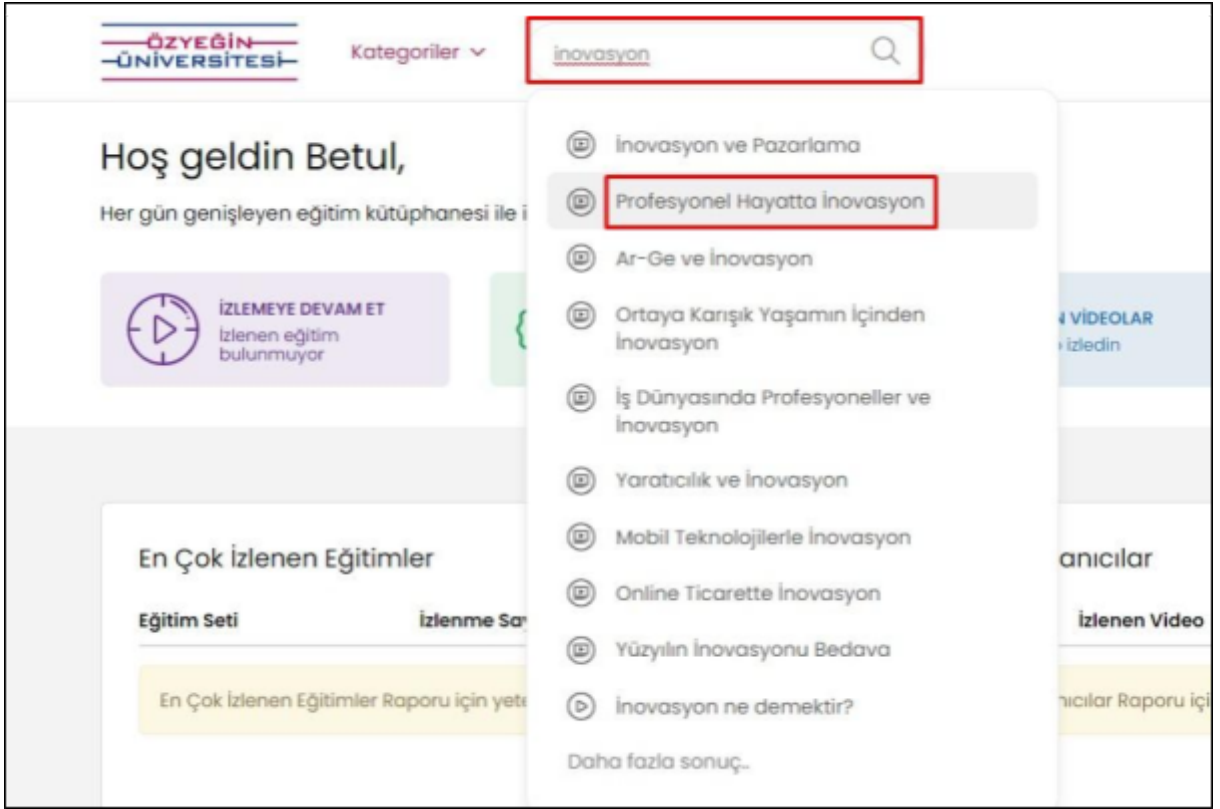 ÖZYEĞİN
ÜNİVERSİTESİ
Kategoriler
inovasyon
Hoş geldin Betul,
Her gün genişleyen eğitim kütüphanesi ile i
İZLEMEYE DEVAM ET
İzlenen eğitim
bulunmuyor
İnovasyon ve Pazarlama
Profesyonel Hayatta İnovasyon
Ar-Ge ve İnovasyon
Ortaya Karışık Yaşamın İçinden
İnovasyon
İş Dünyasında Profesyoneller ve
İnovasyon
Yaratıcılık ve İnovasyon
Mobil Teknolojilerle İnovasyon
Online Ticarette İnovasyon
Yüzyılın İnovasyonu Bedava
İnovasyon ne demektir?
Daha fazla sonuç..
VİDEOLAR
izledin
En Çok İzlenen Eğitimler
Eğitim Seti
İzlenme Say
En Çok İzlenen Eğitimler Raporu için yete
anıcılar
İzlenen Video
nıcılar Raporu içi